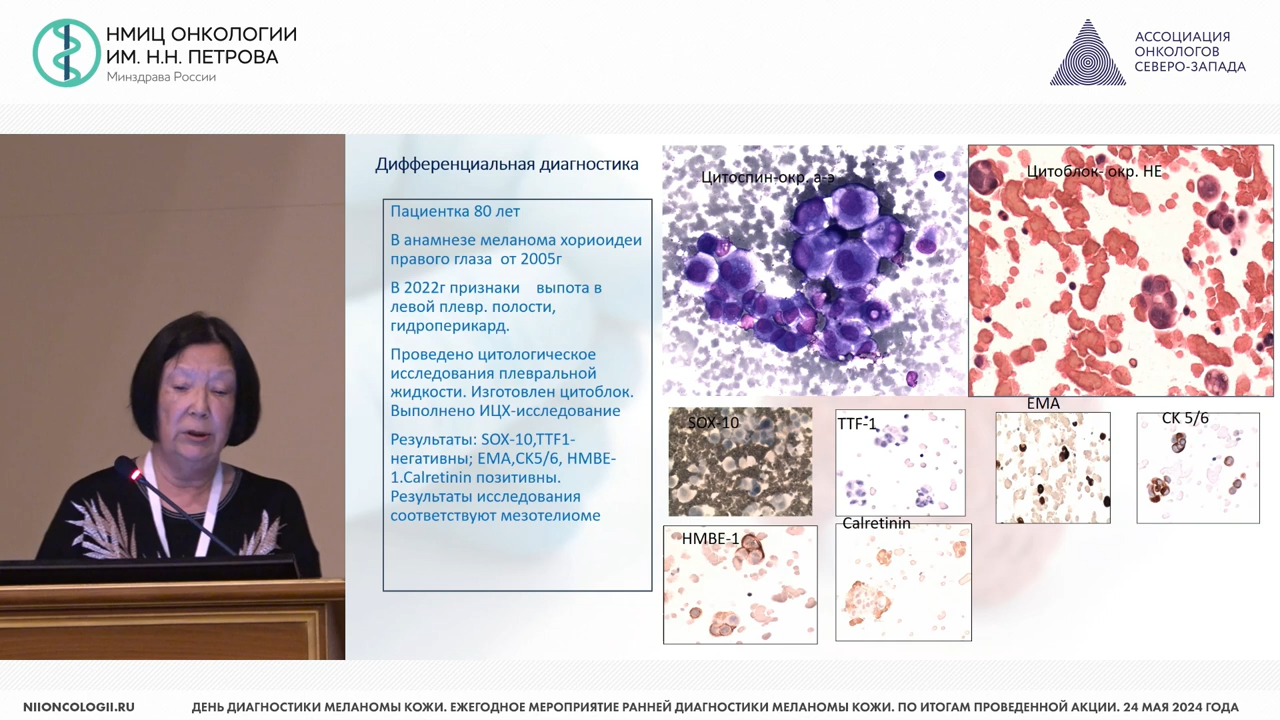 НМИЦ ОНКОЛОГИИ
ИМ. Н.Н. ПЕТРОВА
Минздрава России
АССОЦИАЦИЯ
ОНКОЛОГОВ
СЕВЕРО-ЗАПАДА
Дифференциальная диагностика
Пациентка 80 лет
В анамнезе меланома хориоидеи
правого глаза от 2005г
В 2022г признаки выпота в
левой плевр. полости,
гидроперикард.
Проведено цитологическое
исследования плевральной
жидкости. Изготовлен цитоблок.
Выполнено ИЦХ-исследование
Результаты: SOX-10,TTF1-
негативны; EMA,CK5/6, HMBE-
1.Calretinin позитивны.
Результаты исследования
соответствуют мезотелиоме
Цитоспин-окр. а-э
Цитоблок- окр. НЕ
SOX-10
TTF-1
EMA
CK 5/6
HMBE-1
Calretinin
NIIONCOLOGII.RU
ДЕНЬ ДИАГНОСТИКИ МЕЛАНОМЫ КОЖИ. ЕЖЕГОДНОЕ МЕРОПРИЯТИЕ РАННЕЙ ДИАГНОСТИКИ МЕЛАНОМЫ КОЖИ. ПО ИТОГАМ ПРОВЕДЕННОЙ АКЦИИ. 24 МАЯ 2024 ГОДА